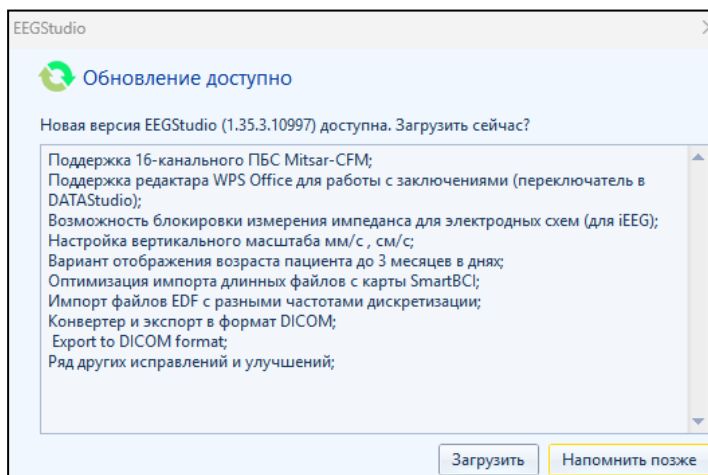 EEGStudio
Обновление доступно
Новая версия EEGStudio (1.35.3.10997) доступна. Загрузить сейчас?
Поддержка 16-канального ПБС Mitsar-CFM;
Поддержка редактара WPS Office для работы с заключениями (переключатель в
DATAStudio);
Возможность блокировки измерения импеданса для электродных схем (для iEEG);
Настройка вертикального масштаба мм/с , см/с;
Вариант отображения возраста пациента до 3 месяцев в днях;
Оптимизация импорта длинных файлов с карты SmartBCI;
Импорт файлов EDF с разными частотами дискретизации;
Конвертер и экспорт в формат DICOM;
Export to DICOM format;
Ряд других исправлений и улучшений;
Загрузить Напомнить позже